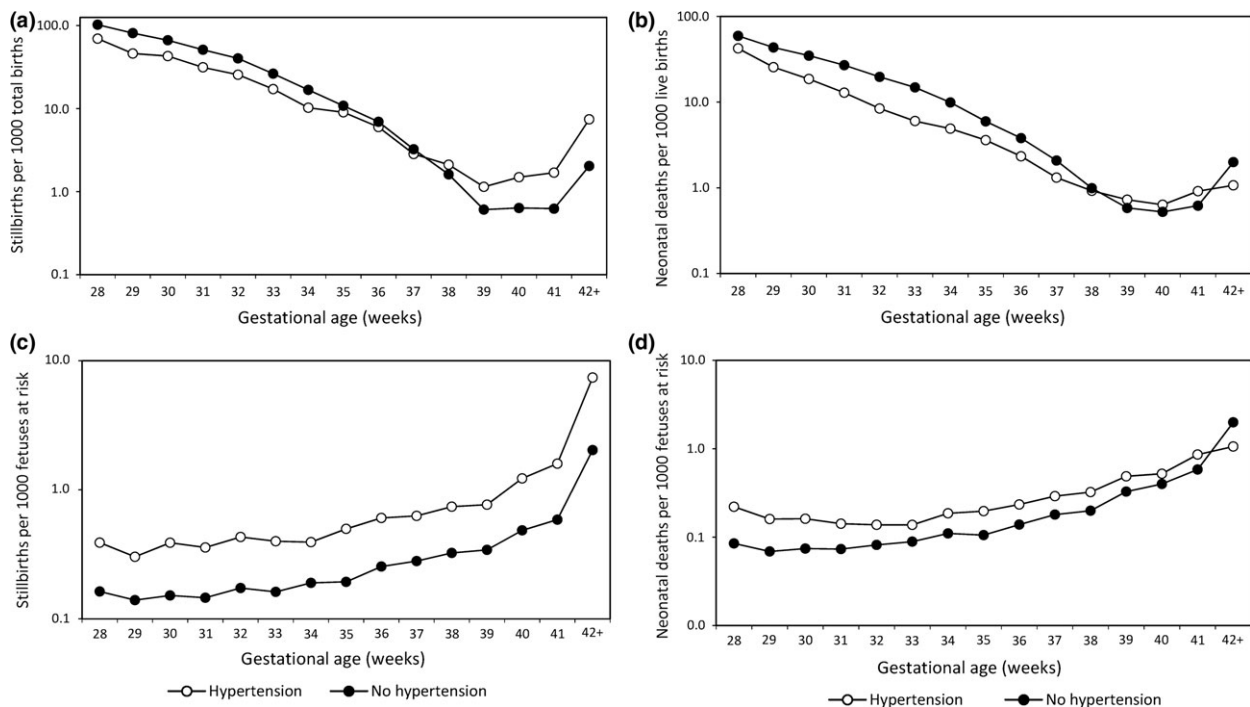 (a)
Stillbirths per 1000 total births
100.0
10.0
1.0
0.1
28 29 30 31 32 33 34 35 36 37 38 39 40 41 42+
Gestational age (weeks)
(b)
Neonatal deaths per 1000 live births
100.0
10.0
1.0
0.1
28 29 30 31 32 33 34 35 36 37 38 39 40 41 42+
Gestational age (weeks)
(c)
Stillbirths per 1000 fetuses at risk
10.0
1.0
0.1
28 29 30 31 32 33 34 35 36 37 38 39 40 41 42+
Gestational age (weeks)
Hypertension No hypertension
(d)
Neonatal deaths per 1000 fetuses at risk
10.0
1.0
0.1
0.0
28 29 30 31 32 33 34 35 36 37 38 39 40 41 42+
Gestational age (weeks)
Hypertension No hypertension